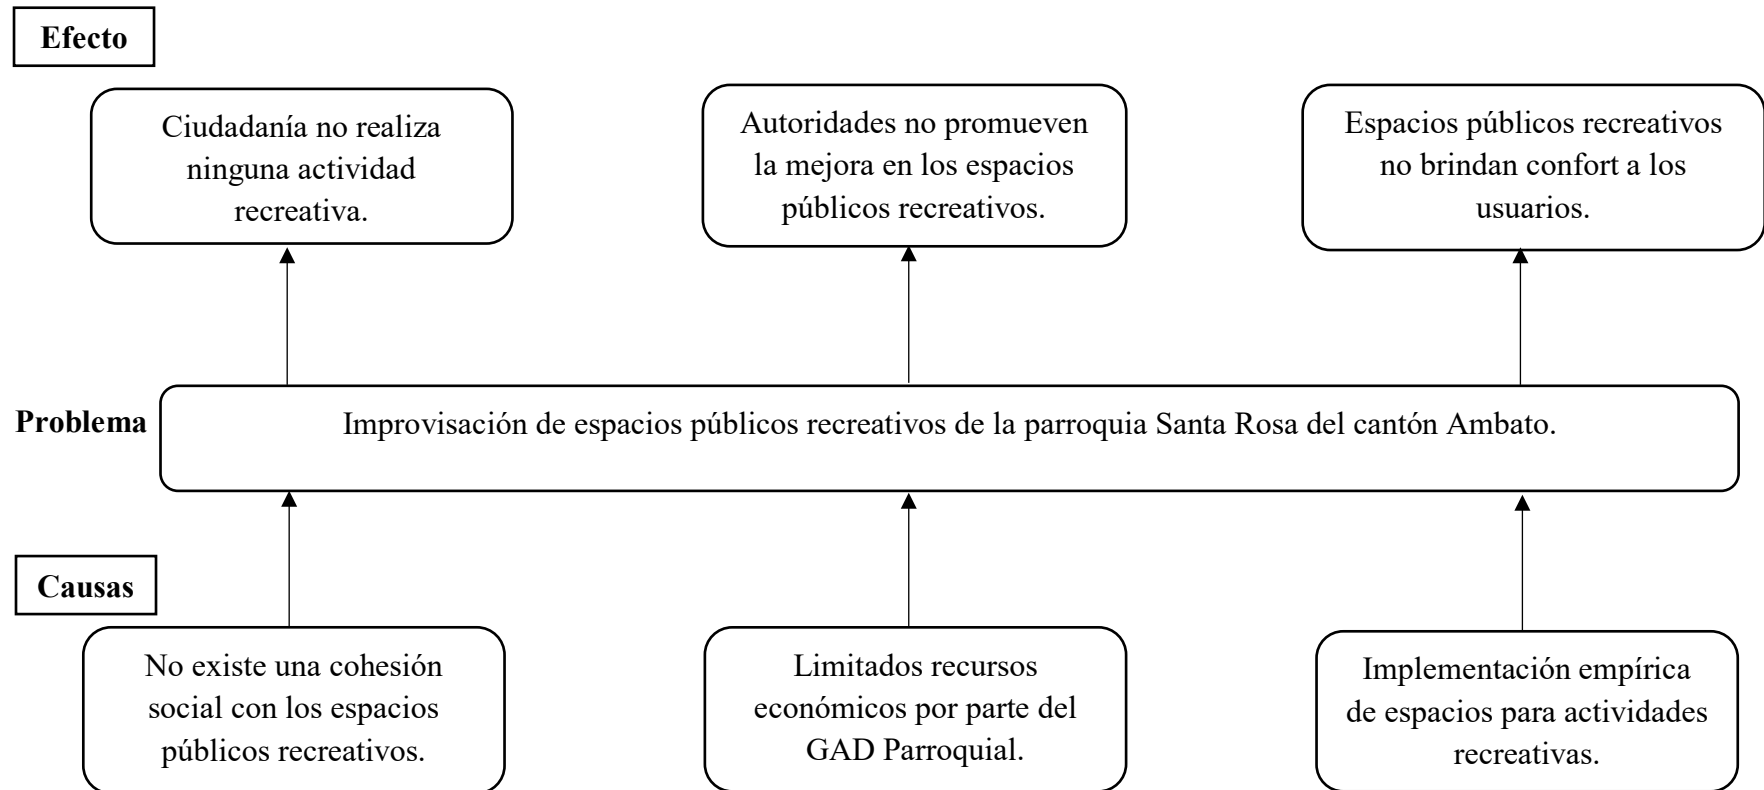 Efecto
Ciudadanía no realiza
ninguna actividad
recreativa.
Autoridades no promueven
la mejora en los espacios
públicos recreativos.
Espacios públicos recreativos
no brindan confort a los
usuarios.
Problema
Improvisación de espacios públicos recreativos de la parroquia Santa Rosa del cantón Ambato.
Causas
No existe una cohesión
social con los espacios
públicos recreativos.
Limitados recursos
económicos por parte del
GAD Parroquial.
Implementación empírica
de espacios para actividades
recreativas.